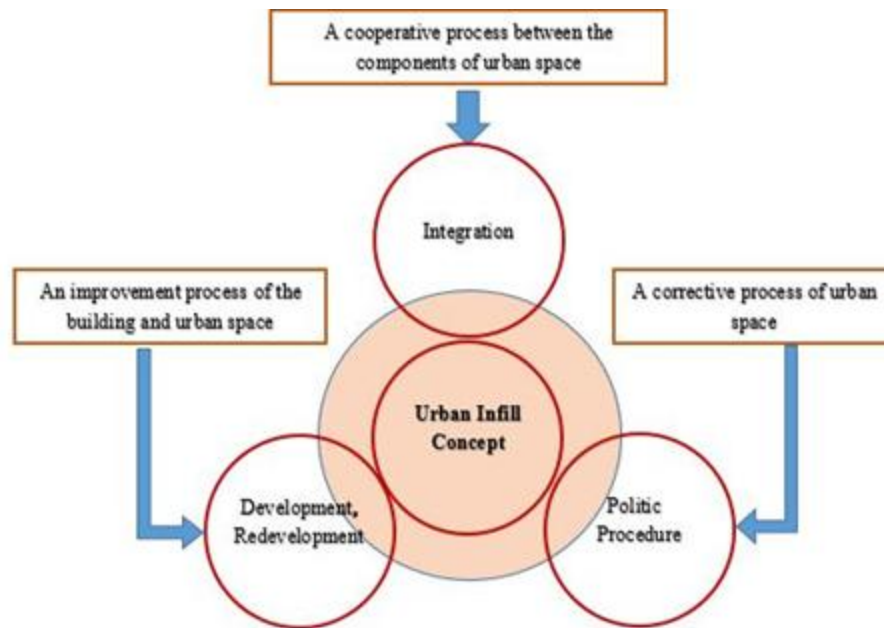 A cooperative process between the
components of urban space
Integration
An improvement process of the
building and urban space
A corrective process of urban
space
Urban Infill
Concept
Development,
Redevelopment
Politic
Procedure